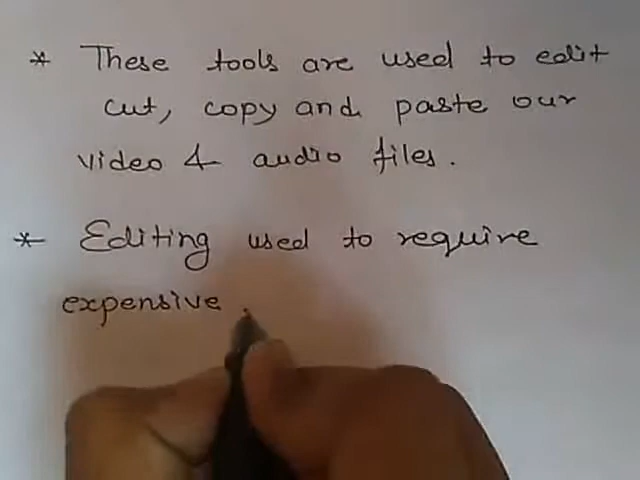 * These tools are used to edit
cut, copy and paste our
video & audio files.
* Editing used to require
expensive